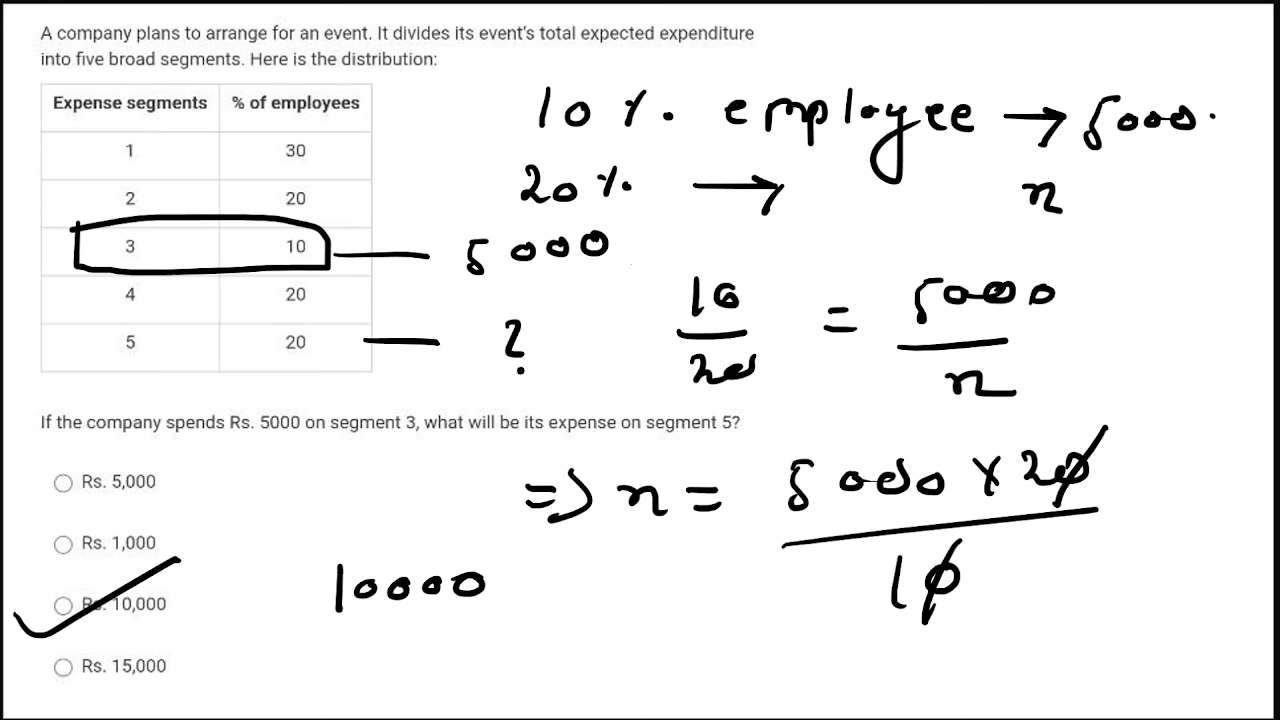 A company plans to arrange for an event. It divides its event's total expected expenditure
into five broad segments. Here is the distribution:
Expense segments % of employees
1 30
2 20
3 10
4 20
5 20
10 %. employee → 5000.
20 %. → n
5000
?
10/20 = 5000/n
If the company spends Rs. 5000 on segment 3, what will be its expense on segment 5?
⇒ n = 5000 x 20 / 10
Rs. 5,000
Rs. 1,000
Rs. 10,000
10000
Rs. 15,000